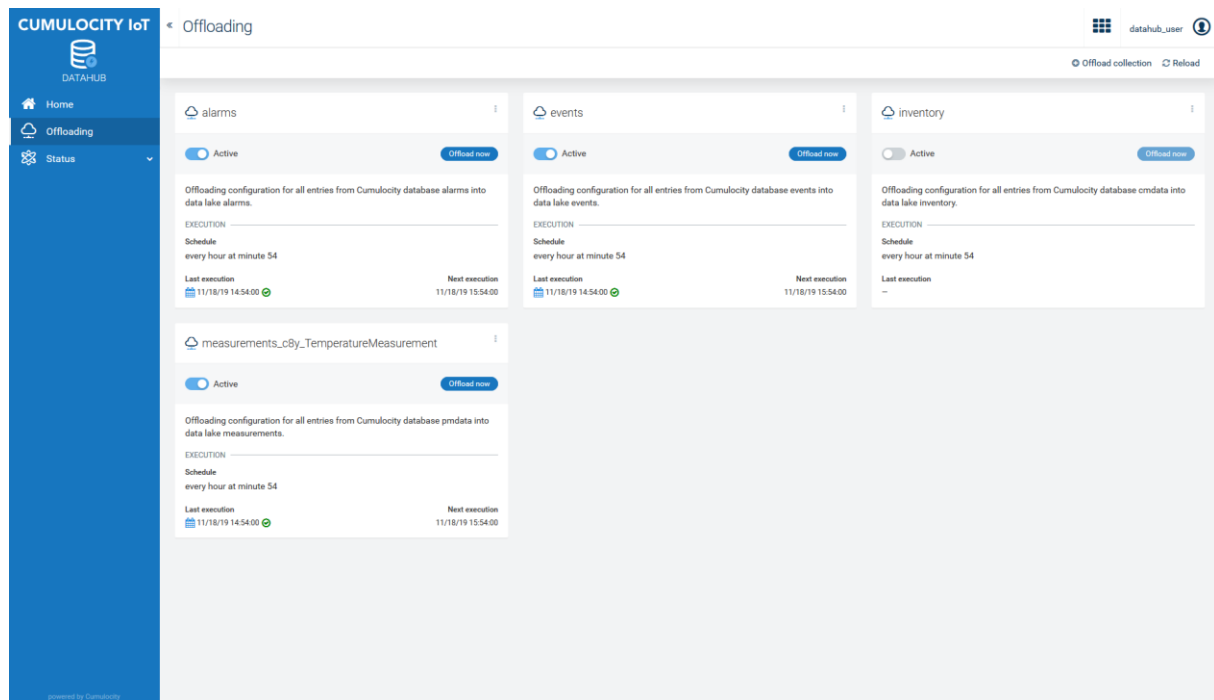 CUMULOCITY IoT
DATAHUB
Home
Offloading
Status
powered by Cumulocity
« Offloading
datahub_user
Offload collection Reload
alarms
Active Offload now
Offloading configuration for all entries from Cumulocity database alarms into
data lake alarms.
EXECUTION
Schedule
every hour at minute 54
Last execution Next execution
11/18/19 14:54:00 11/18/19 15:54:00
events
Active Offload now
Offloading configuration for all entries from Cumulocity database events into
data lake events.
EXECUTION
Schedule
every hour at minute 54
Last execution Next execution
11/18/19 14:54:00 11/18/19 15:54:00
inventory
Active Offload now
Offloading configuration for all entries from Cumulocity database cmdata into
data lake inventory.
EXECUTION
Schedule
every hour at minute 54
Last execution
–
measurements_c8y_TemperatureMeasurement
Active Offload now
Offloading configuration for all entries from Cumulocity database pmdata into
data lake measurements.
EXECUTION
Schedule
every hour at minute 54
Last execution Next execution
11/18/19 14:54:00 11/18/19 15:54:00